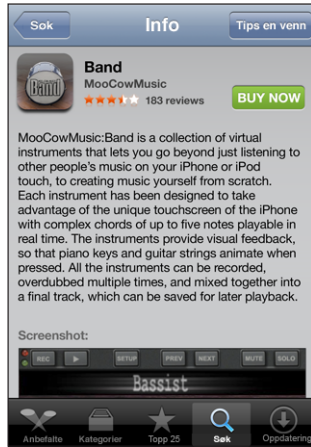 Søk
Info
Tips en venn
Band
Band
MooCowMusic
183 reviews
BUY NOW
MooCowMusic:Band is a collection of virtual
instruments that lets you go beyond just listening to
other people's music on your iPhone or iPod
touch, to creating music yourself from scratch.
Each instrument has been designed to take
advantage of the unique touchscreen of the iPhone
with complex chords of up to five notes playable in
real time. The instruments provide visual feedback,
so that piano keys and guitar strings animate when
pressed. All the instruments can be recorded,
overdubbed multiple times, and mixed together into
a final track, which can be saved for later playback.
Screenshot:
REC SETUP PREV NEXT MUTE SOLO
Bassist
Anbefalte Kategorier Topp 25 Søk Oppdatering